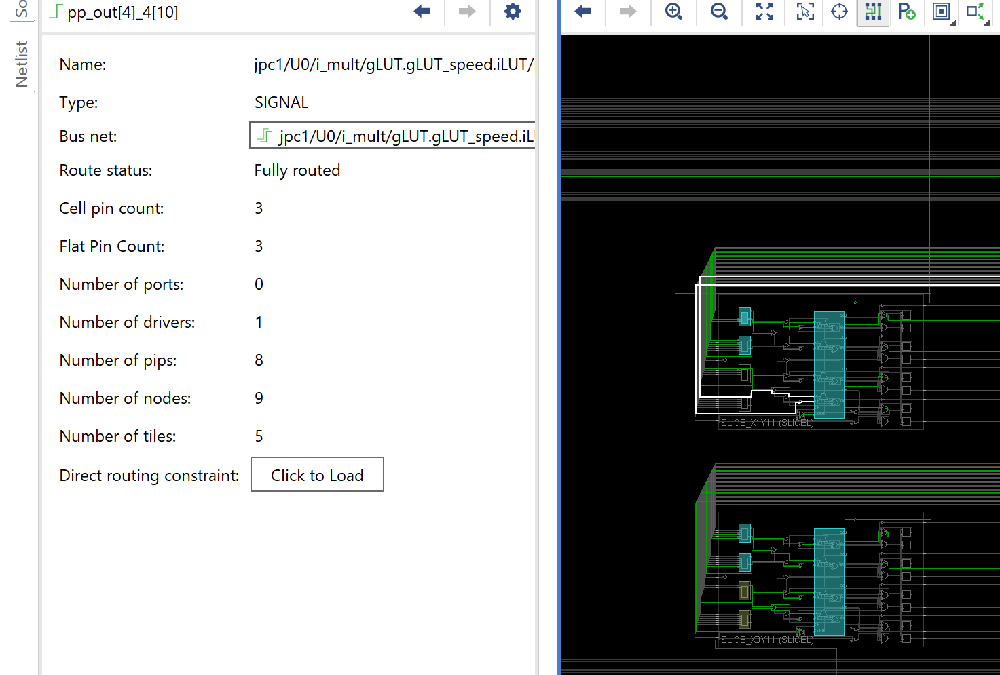 So
Netlist
pp_out[4]_4[10]
Name: jpc1/U0/i_mult/gLUT.gLUT_speed.iLUT/
Type: SIGNAL
Bus net: jpc1/U0/i_mult/gLUT.gLUT_speed.iL
Route status: Fully routed
Cell pin count: 3
Flat Pin Count: 3
Number of ports: 0
Number of drivers: 1
Number of pips: 8
Number of nodes: 9
Number of tiles: 5
Direct routing constraint: Click to Load
SLICE_X1Y11 (SLICEL)
SLICE_X0Y11 (SLICEL)